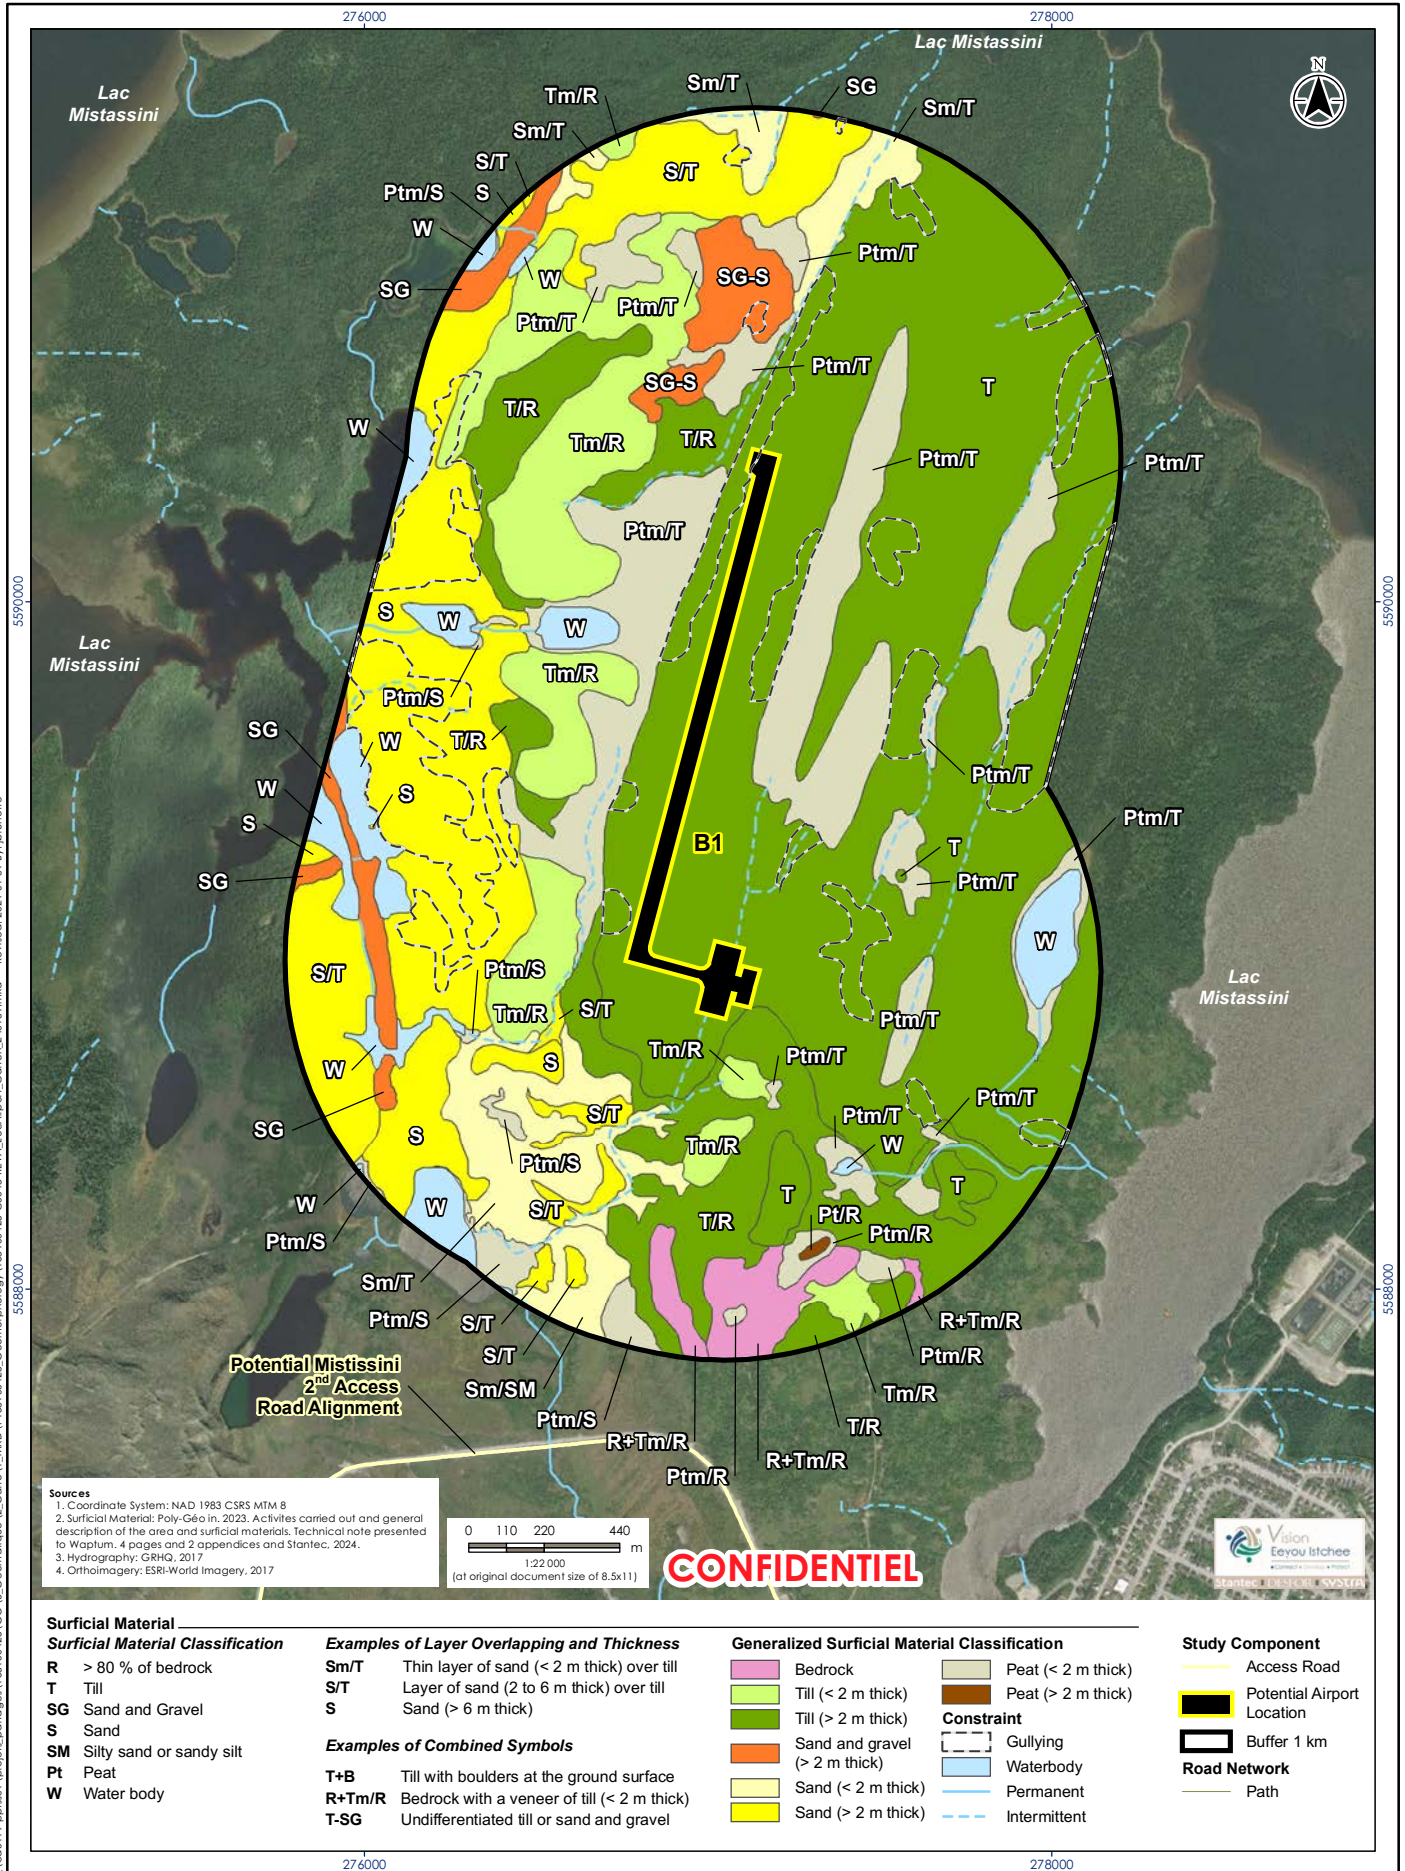 276000
278000
Lac
Mistassini
Lac Mistassini
N
Tm/R
Sm/T
SG
Sm/T
Sm/T
S/T
S/T
Ptm/S
S
W
SG
W
Ptm/T
Ptm/T
SG-S
Ptm/T
SG-S
Ptm/T
T
T/R
Tm/R
T/R
W
Ptm/T
Ptm/T
Ptm/T
5590000
5590000
S
W
W
Lac
Mistassini
Tm/R
Ptm/S
SG
W
T/R
Ptm/T
W
S
S
B1
Ptm/T
T
SG
Ptm/T
W
S/T
Ptm/S
Lac
Mistassini
Tm/R
S/T
Ptm/T
Tm/R
Ptm/T
W
S
Ptm/T
SG
S
S/T
Ptm/T
W
Tm/R
Ptm/S
T
T
W
W
S/T
T/R
Pt/R
Ptm/R
Ptm/S
Sm/T
5588000
5588000
Ptm/S
S/T
R+Tm/R
S/T
Ptm/R
Potential Mistissini
2nd Access
Road Alignment
Sm/SM
Tm/R
Ptm/S
T/R
R+Tm/R
R+Tm/R
Ptm/R
Sources
1. Coordinate System: NAD 1983 CSRS MTM 8
2. Surficial Material: Poly-Géo in. 2023. Activites carried out and general
description of the area and surficial materials. Technical note presented
to Waptum. 4 pages and 2 appendices and Stantec, 2024.
3. Hydrography: GRHQ, 2017
4. Orthoimagery: ESRI-World Imagery, 2017
0 110 220 440
m
1:22 000
(at original document size of 8.5x11)
CONFIDENTIEL
Vision
Eeyou Istchee
Stantec DESFOR SYSTRA
Surficial Material
Surficial Material Classification
R > 80 % of bedrock
T Till
SG Sand and Gravel
S Sand
SM Silty sand or sandy silt
Pt Peat
W Water body
Examples of Layer Overlapping and Thickness
Sm/T Thin layer of sand (< 2 m thick) over till
S/T Layer of sand (2 to 6 m thick) over till
S Sand (> 6 m thick)
Examples of Combined Symbols
T+B Till with boulders at the ground surface
R+Tm/R Bedrock with a veneer of till (< 2 m thick)
T-SG Undifferentiated till or sand and gravel
Generalized Surficial Material Classification
Bedrock
Till (< 2 m thick)
Till (> 2 m thick)
Sand and gravel
(> 2 m thick)
Sand (< 2 m thick)
Sand (> 2 m thick)
Peat (< 2 m thick)
Peat (> 2 m thick)
Constraint
Gullying
Waterbody
Permanent
Intermittent
Study Component
Access Road
Potential Airport
Location
Buffer 1 km
Road Network
Path
276000
278000